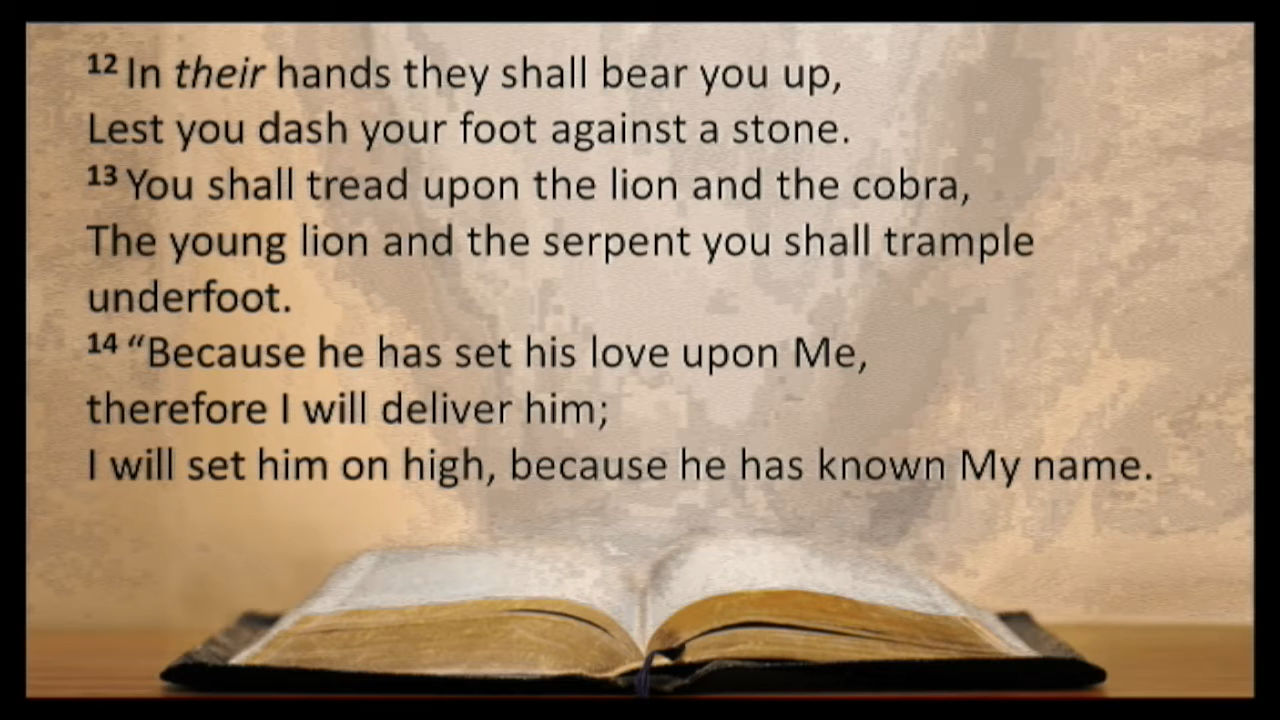 12 In their hands they shall bear you up,
Lest you dash your foot against a stone.
13 You shall tread upon the lion and the cobra,
The young lion and the serpent you shall trample
underfoot.
14 “Because he has set his love upon Me,
therefore I will deliver him;
I will set him on high, because he has known My name.